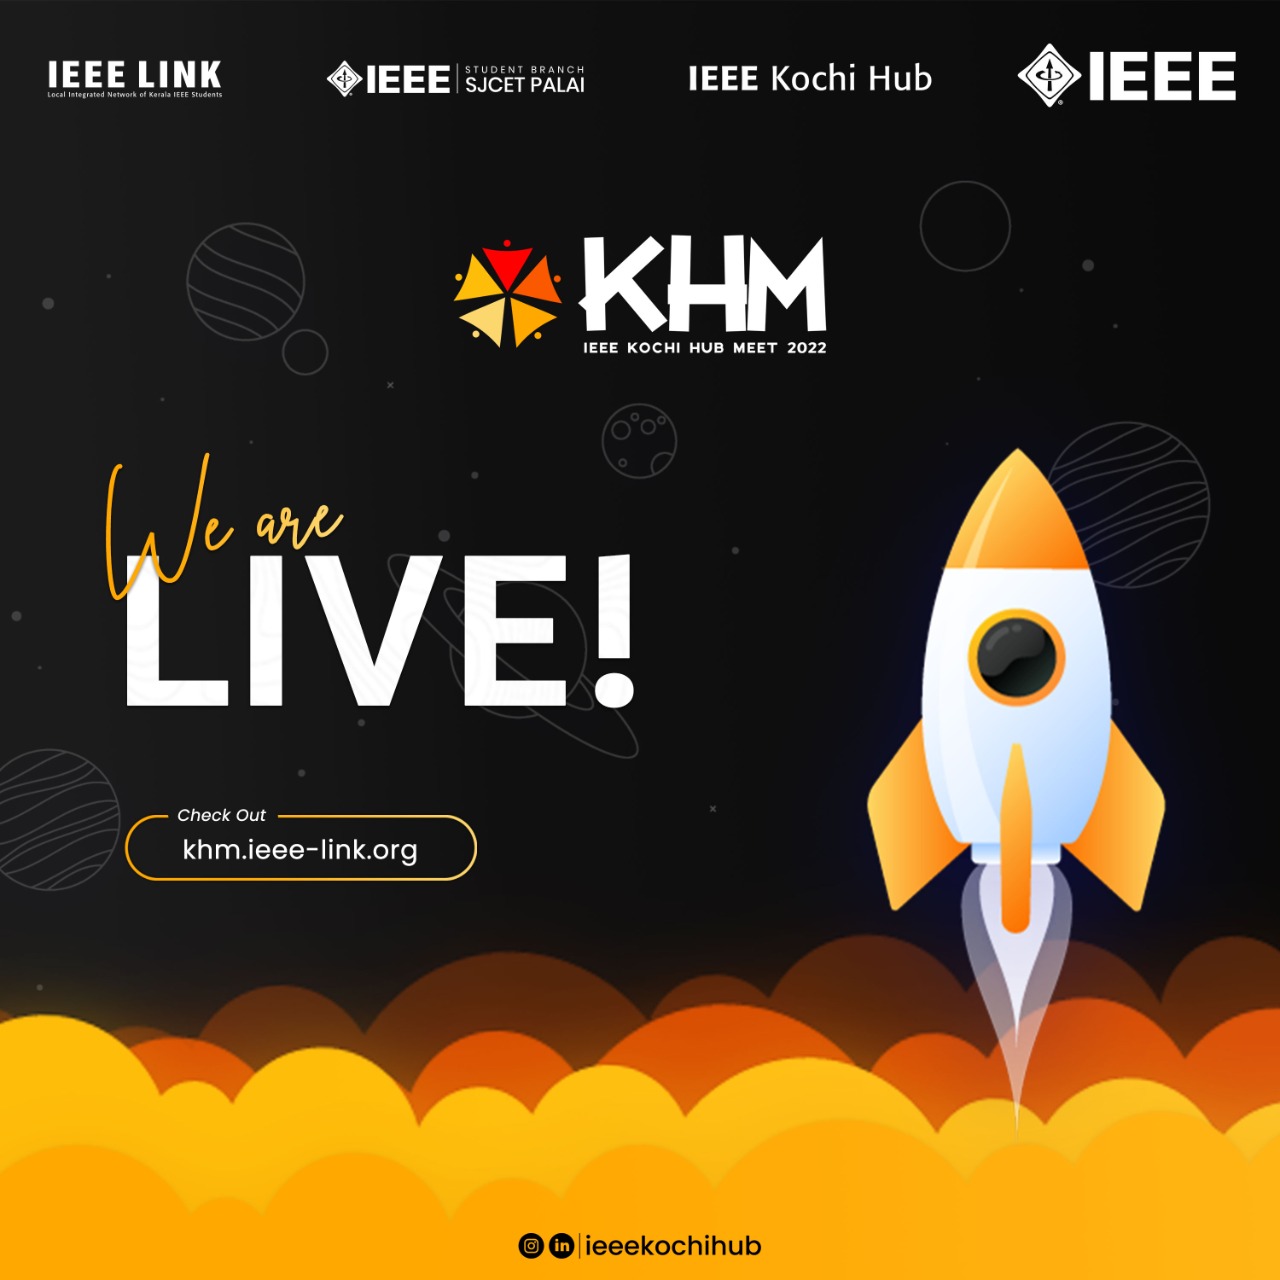 IEEE LINK
Local Integrated Network of Kerala IEEE Students
IEEE
STUDENT BRANCH
SJCET PALAI
IEEE Kochi Hub
IEEE
KHM
IEEE KOCHI HUB MEET 2022
We are
LIVE!
Check Out
khm.ieee-link.org
in
ieeekochihub